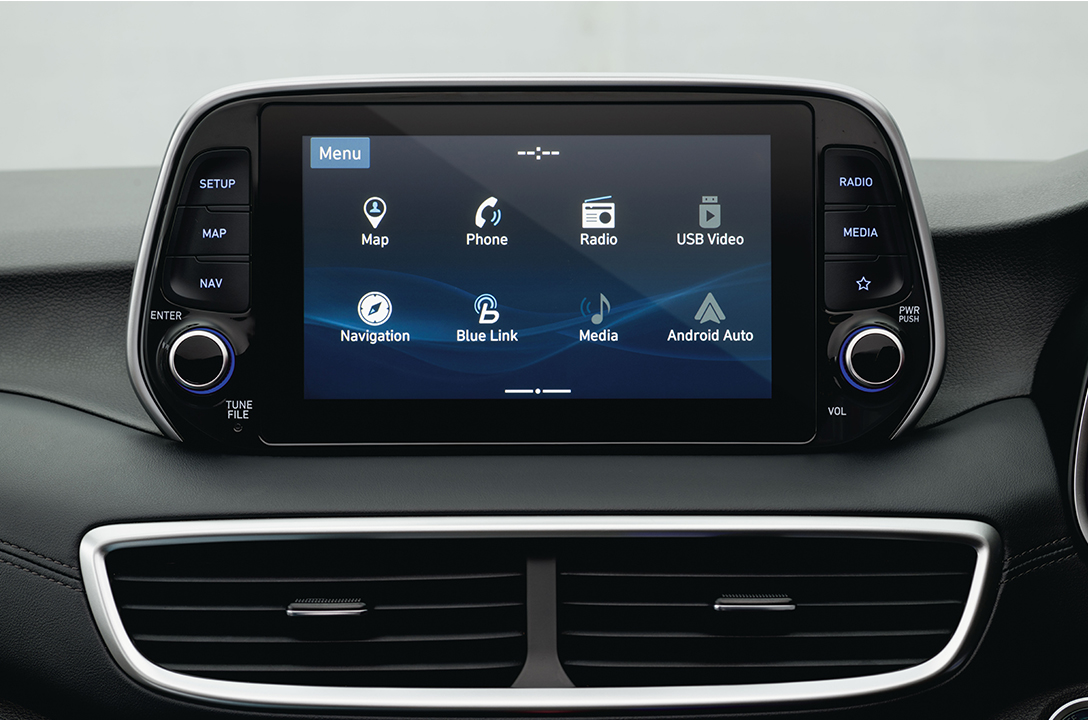 Menu
--:--
SETUP
MAP
NAV
ENTER
TUNE
FILE
Map
Phone
Radio
USB Video
Navigation
Blue Link
Media
Android Auto
RADIO
MEDIA
PWR
PUSH
VOL